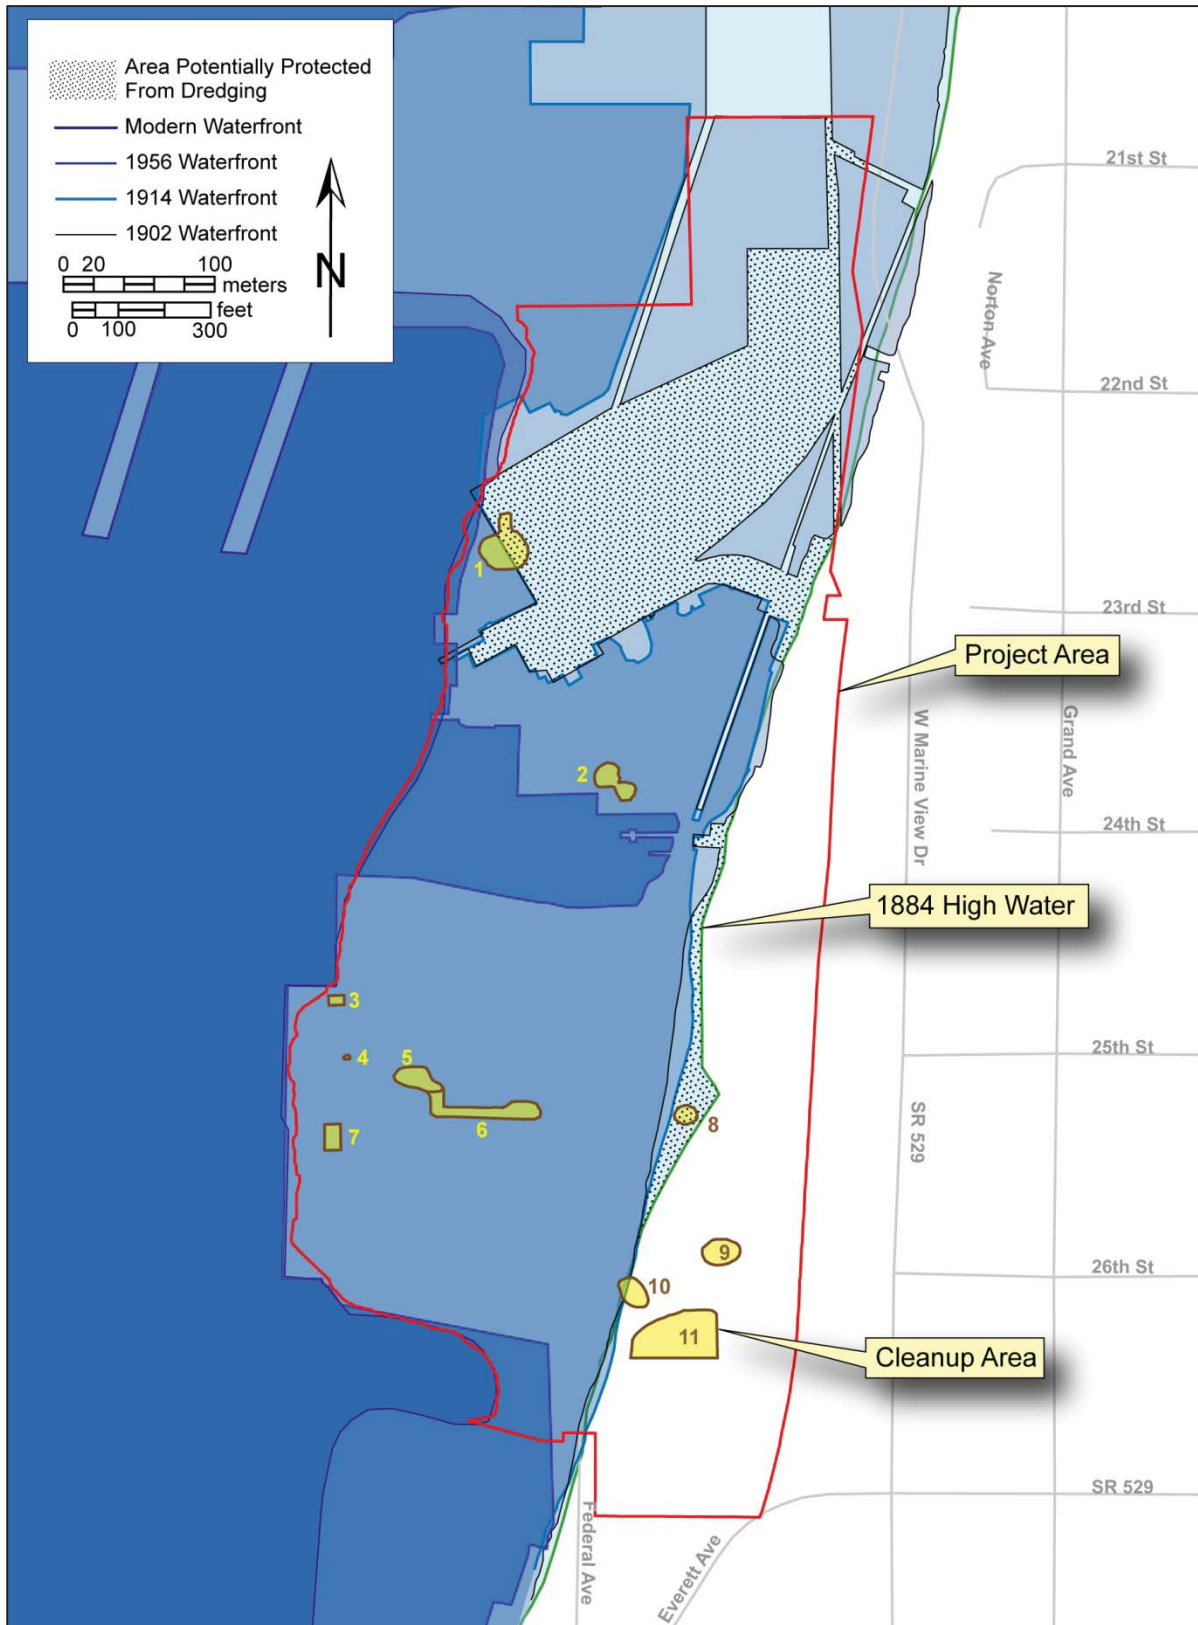 Area Potentially Protected
From Dredging
Modern Waterfront
1956 Waterfront
1914 Waterfront
1902 Waterfront
0 20 100
meters
feet
0 100 300
N
21st St
Norton Ave
22nd St
1
23rd St
Project Area
W Marine View Dr
Grand Ave
2
24th St
1884 High Water
3
4
5
25th St
6
7
8
SR 529
9
10
26th St
11
Cleanup Area
SR 529
Federal Ave
Everett Ave